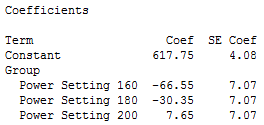 Coefficients
Term Coef SE Coef
Constant 617.75 4.08
Group
Power Setting 160 -66.55 7.07
Power Setting 180 -30.35 7.07
Power Setting 200 7.65 7.07